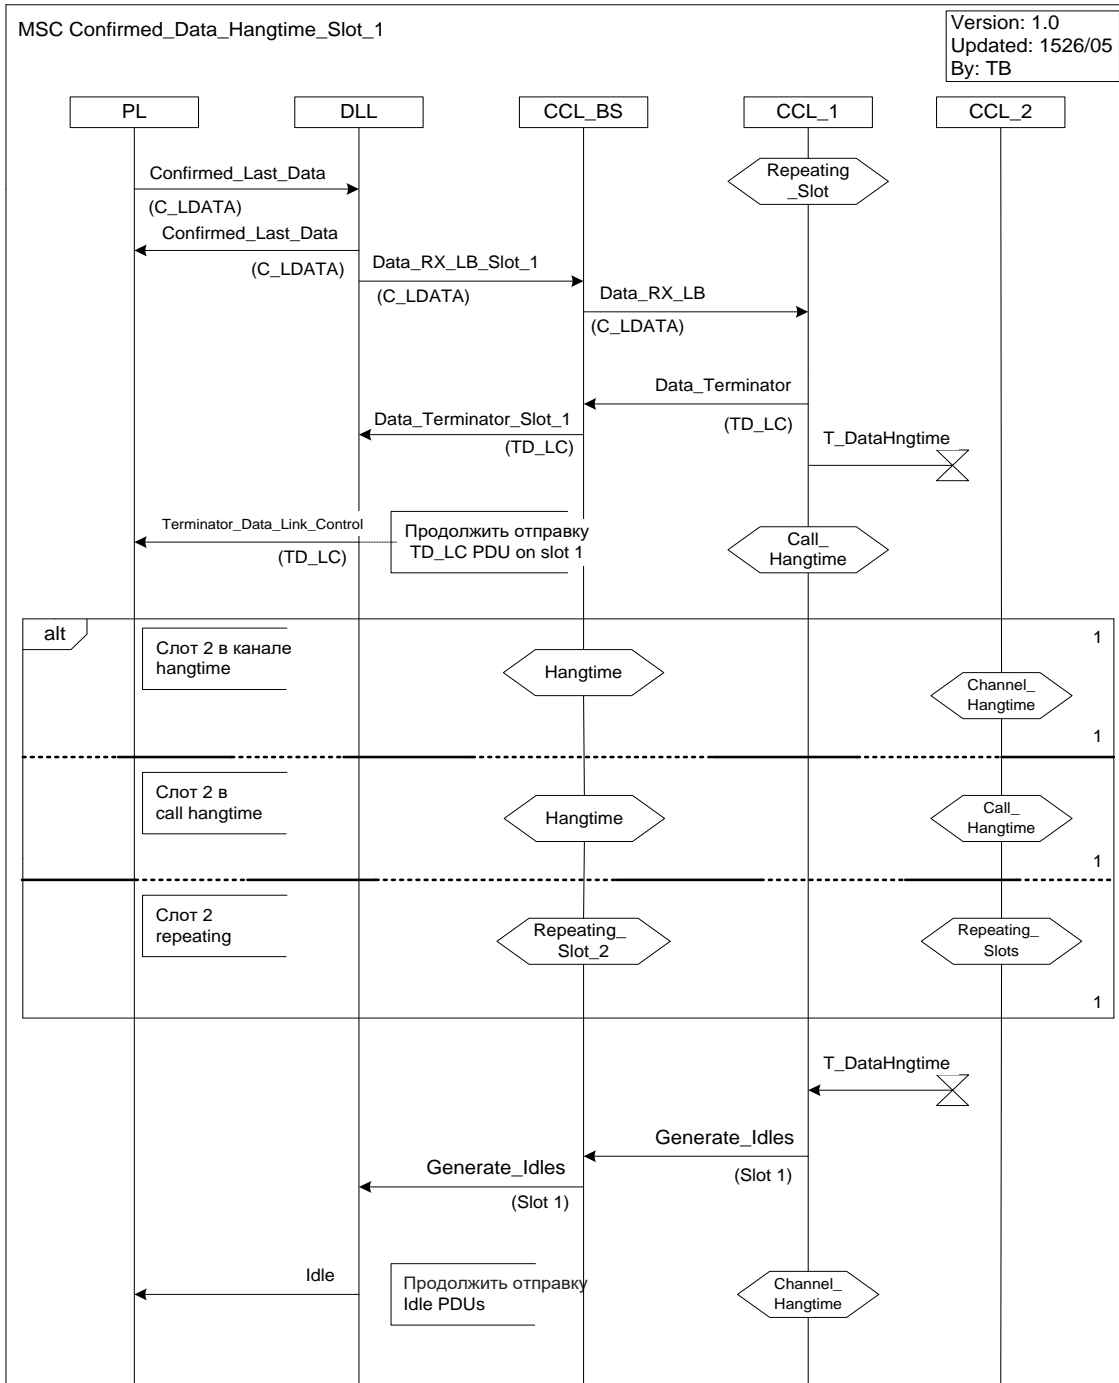 MSC Confirmed_Data_Hangtime_Slot_1
Version: 1.0
Updated: 1526/05
By: TB
PL
DLL
CCL_BS
CCL_1
CCL_2
Confirmed_Last_Data
(C_LDATA)
Repeating
_Slot
Confirmed_Last_Data
(C_LDATA)
Data_RX_LB_Slot_1
(C_LDATA)
Data_RX_LB
(C_LDATA)
Data_Terminator
(TD_LC)
Data_Terminator_Slot_1
(TD_LC)
T_DataHngtime
Terminator_Data_Link_Control
(TD_LC)
Продолжить отправку
TD_LC PDU on slot 1
Call_
Hangtime
alt
1
Слот 2 в канале
hangtime
Hangtime
Channel_
Hangtime
1
Слот 2 в
call hangtime
Hangtime
Call_
Hangtime
1
Слот 2
repeating
Repeating_
Slot_2
Repeating_
Slots
1
T_DataHngtime
Generate_Idles
(Slot 1)
Generate_Idles
(Slot 1)
Idle
Продолжить отправку
Idle PDUs
Channel_
Hangtime